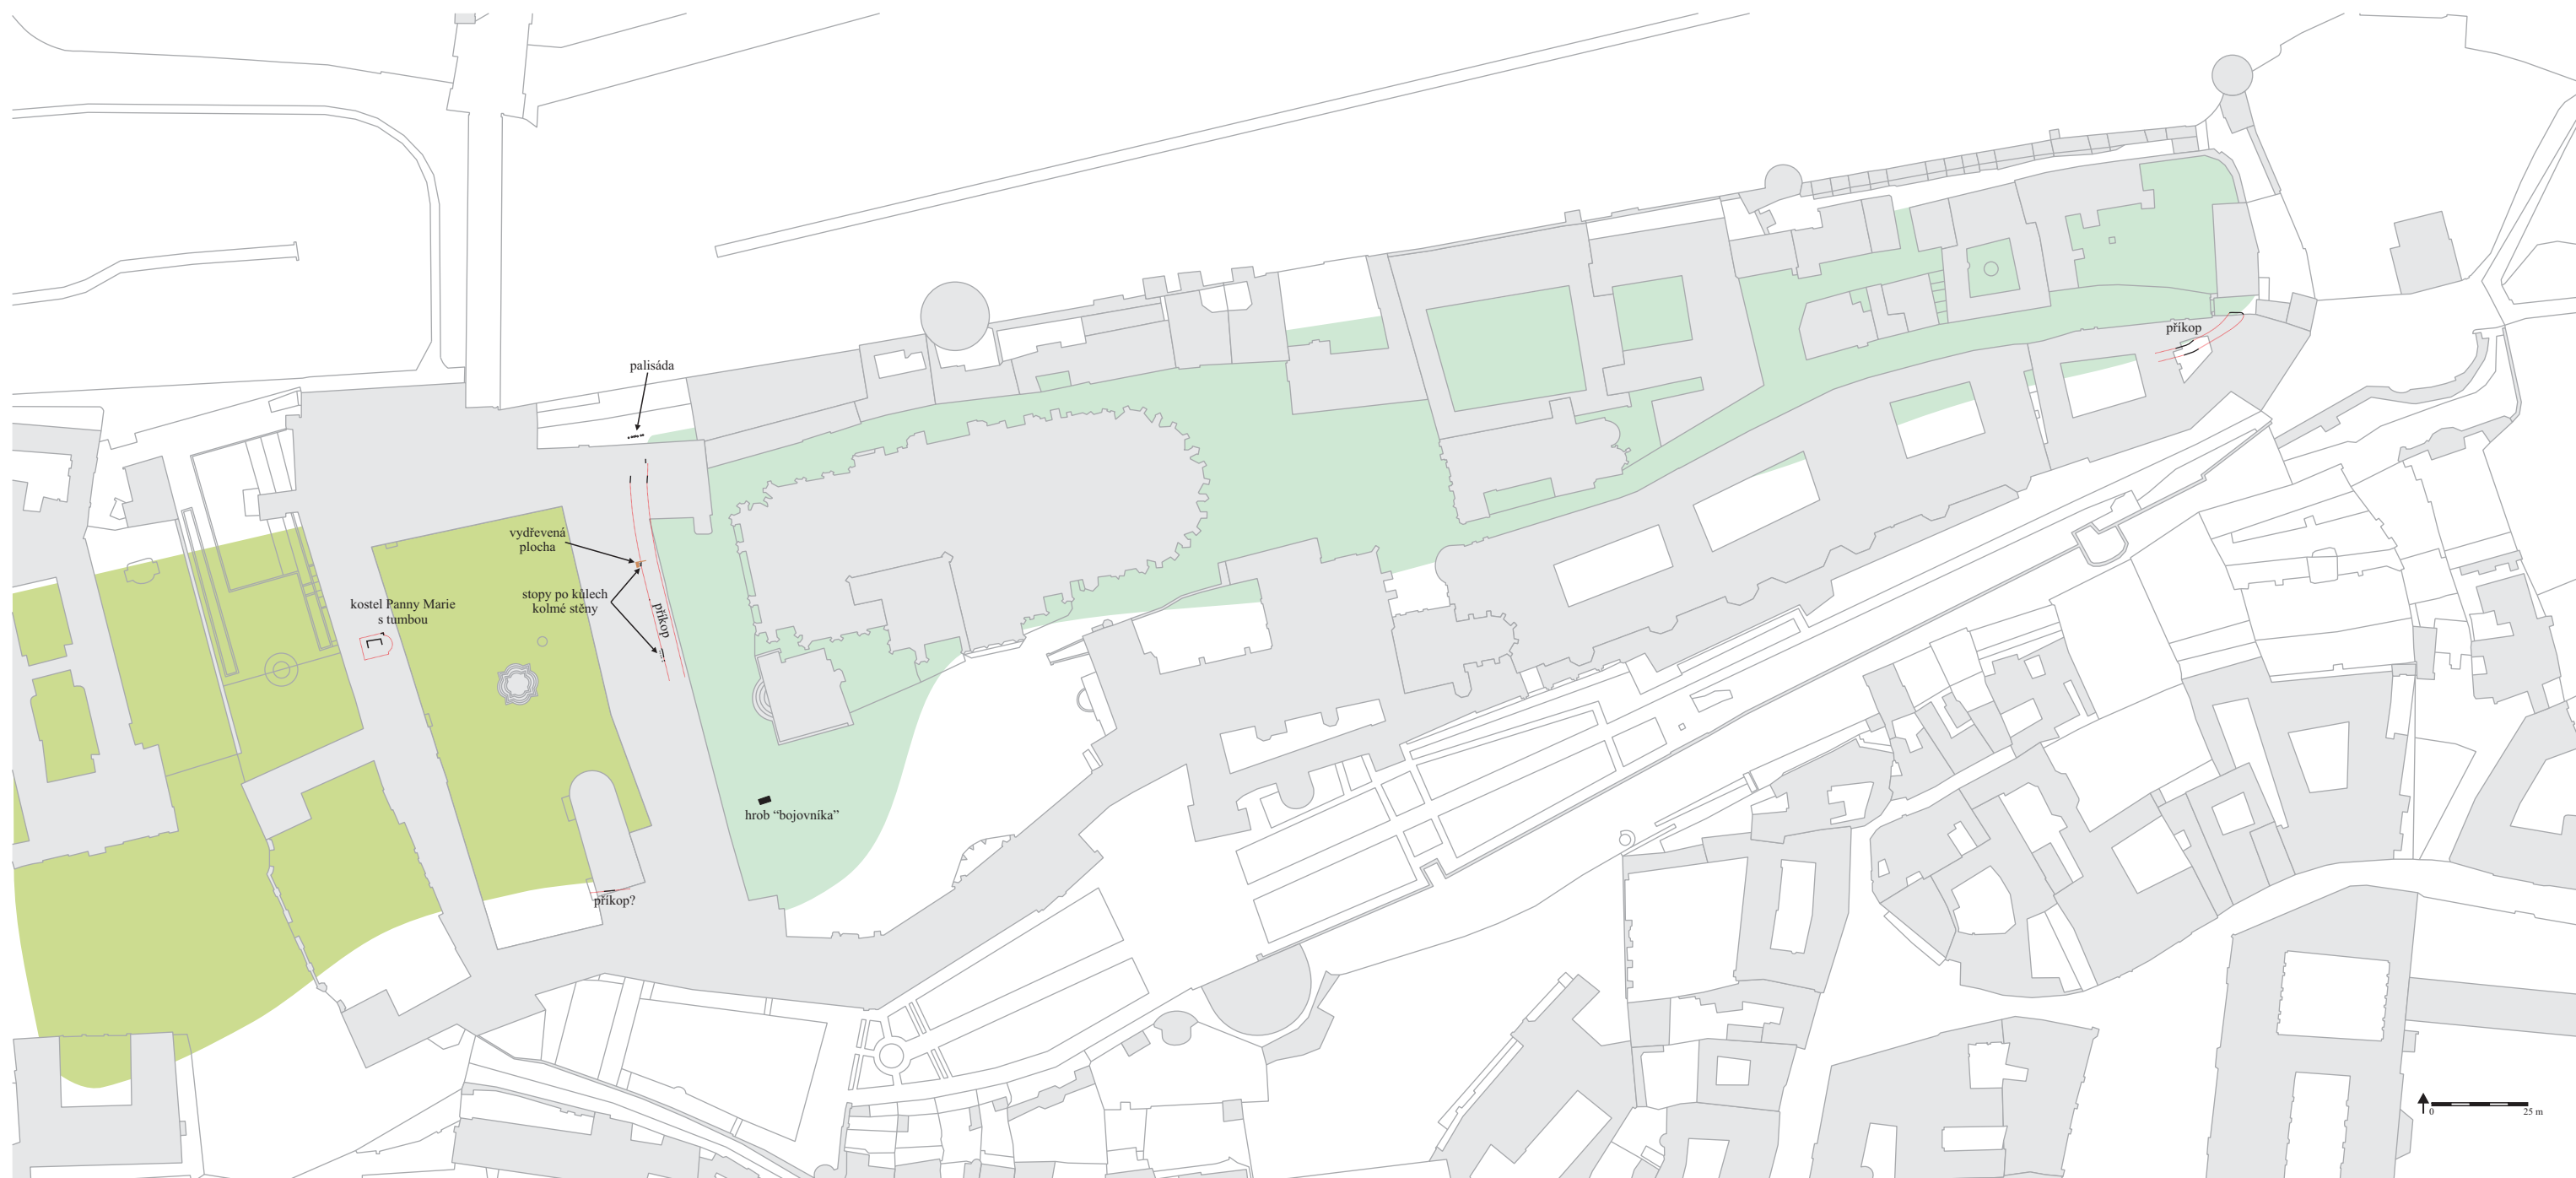 palisáda
příkop
vydřevená
plocha
stopy po kůlech
kolmé stěny
příkop
kostel Panny Marie
s tumbou
hrob “bojovníka”
příkop?
0
25 m